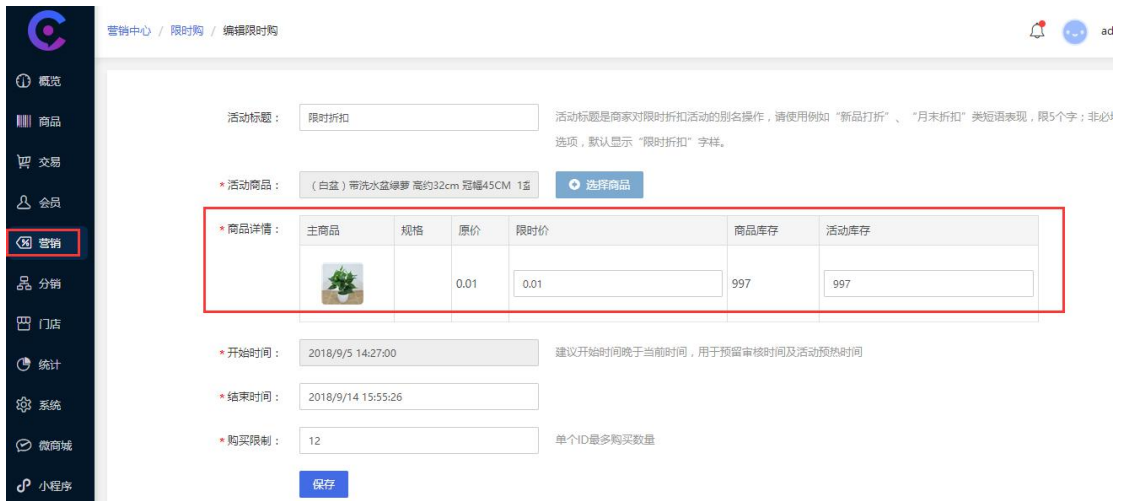 营销中心 / 限时购 / 编辑限时购
ad
概览
商品
交易
会员
营销
分销
门店
统计
系统
微商城
小程序
活动标题：
限时折扣
活动标题是商家对限时折扣活动的别名操作，请使用例如“新品打折”、“月末折扣”类短语表现，限5个字；非必填
选项，默认显示“限时折扣”字样。
* 活动商品：
（白盆）带洗水盆绿萝 高约32cm 冠幅45CM 1盆
选择商品
* 商品详情：
主商品 规格 原价 限时价 商品库存 活动库存
0.01 0.01 997 997
* 开始时间：
2018/9/5 14:27:00
建议开始时间晚于当前时间，用于预留审核时间及活动预热时间
* 结束时间：
2018/9/14 15:55:26
* 购买限制：
12
单个ID最多购买数量
保存